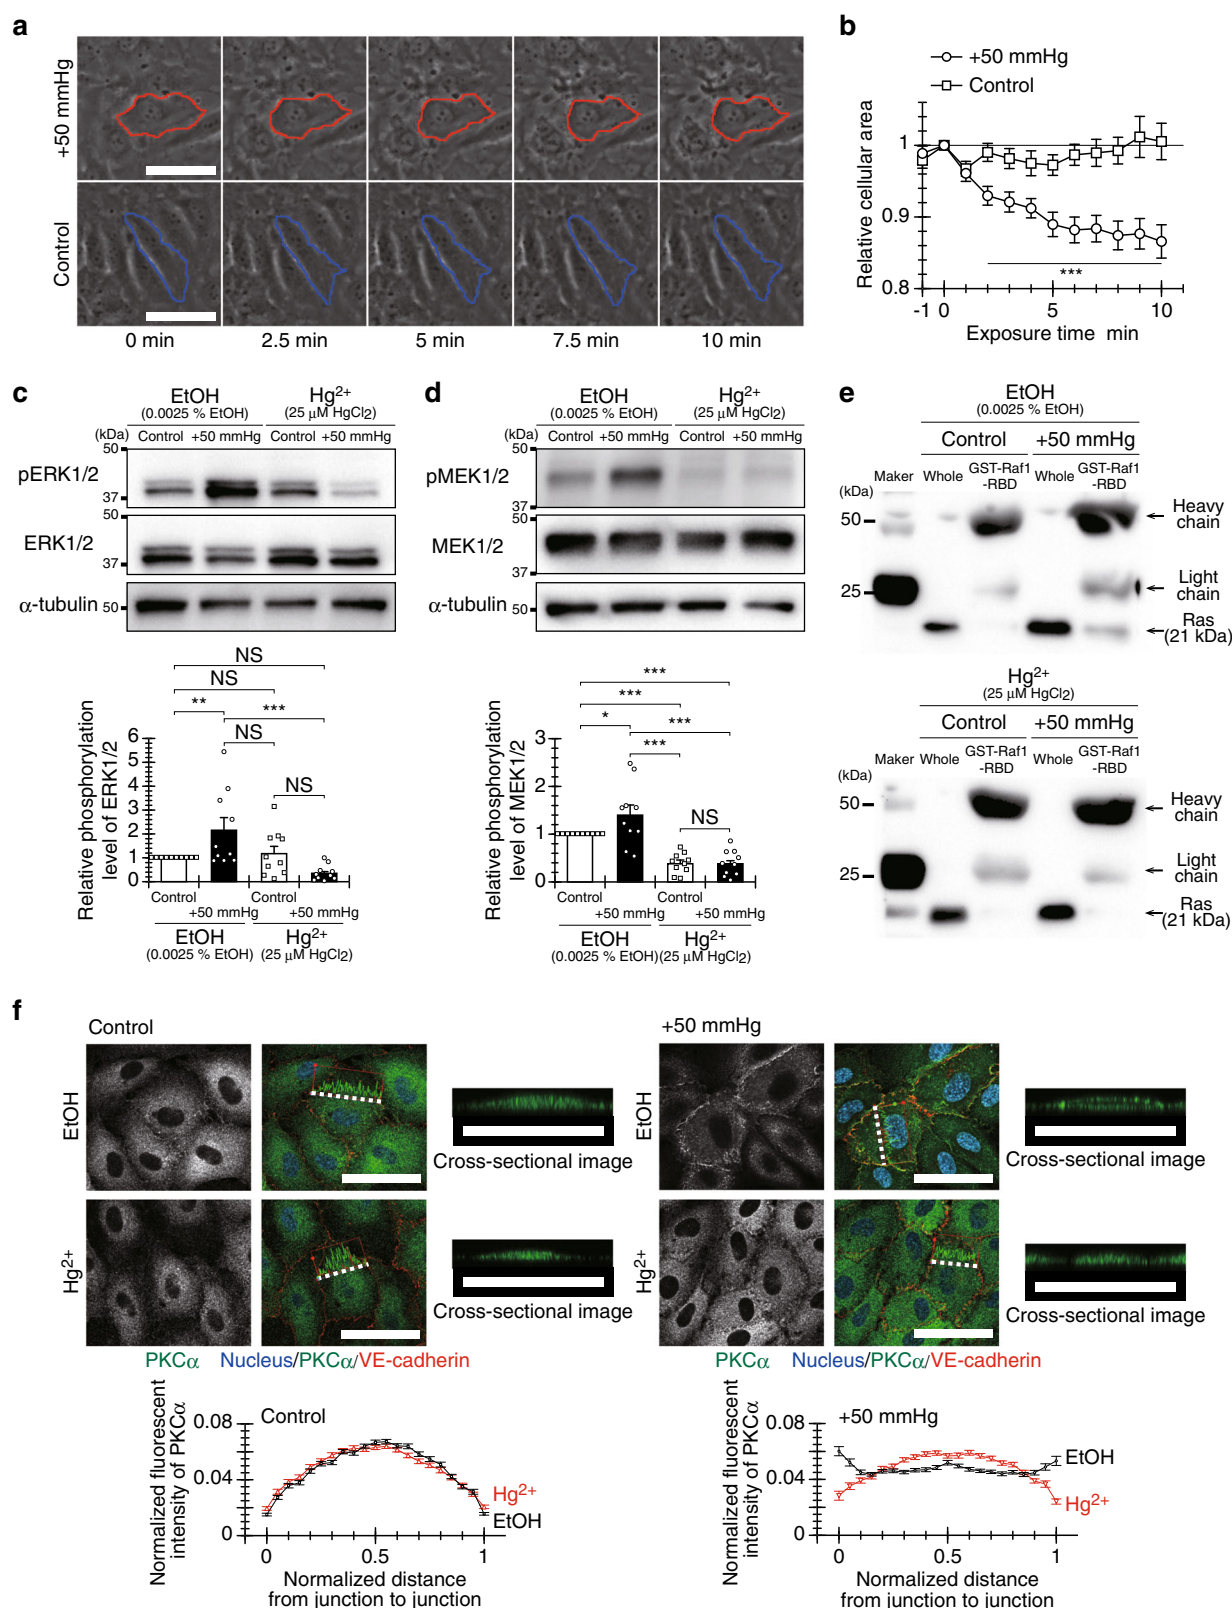 a
+50 mmHg
Control
0 min 2.5 min 5 min 7.5 min 10 min
b
+50 mmHg
Control
Relative cellular area
1
0.9
0.8
-1 0 5 10
***
Exposure time min
c
EtOH
(0.0025 % EtOH)
Hg2+
(25 μM HgCl2)
(kDa) Control +50 mmHg Control +50 mmHg
50
pERK1/2
37
50
ERK1/2
37
α-tubulin 50
NS
NS
** ***
NS
NS
Relative phosphorylation
level of ERK1/2
6
5
4
3
2
1
0
Control Control
+50 mmHg +50 mmHg
EtOH Hg2+
(0.0025 % EtOH) (25 μM HgCl2)
d
EtOH
(0.0025 % EtOH)
Hg2+
(25 μM HgCl2)
(kDa) Control +50 mmHg Control +50 mmHg
50
pMEK1/2
37
50
MEK1/2
37
α-tubulin 50
***
*** ***
* ***
***
NS
Relative phosphorylation
level of MEK1/2
3
2
1
0
Control Control
+50 mmHg +50 mmHg
EtOH Hg2+
(0.0025 % EtOH) (25 μM HgCl2)
e
EtOH
(0.0025 % EtOH)
Control +50 mmHg
Maker Whole GST-Raf1 -RBD Whole GST-Raf1 -RBD
(kDa)
50
25
Heavy
chain
Light
chain
Ras
(21 kDa)
Hg2+
(25 μM HgCl2)
Control +50 mmHg
Maker Whole GST-Raf1 -RBD Whole GST-Raf1 -RBD
(kDa)
50
25
Heavy
chain
Light
chain
Ras
(21 kDa)
f
Control
EtOH
Cross-sectional image
Hg2+
Cross-sectional image
PKCα Nucleus/PKCα/VE-cadherin
+50 mmHg
EtOH
Cross-sectional image
Hg2+
Cross-sectional image
PKCα Nucleus/PKCα/VE-cadherin
Normalized fluorescent
intensity of PKCα
0.08
0.04
0
Control
Hg2+
EtOH
0 0.5 1
Normalized distance
from junction to junction
Normalized fluorescent
intensity of PKCα
0.08
0.04
0
+50 mmHg
EtOH
Hg2+
0 0.5 1
Normalized distance
from junction to junction